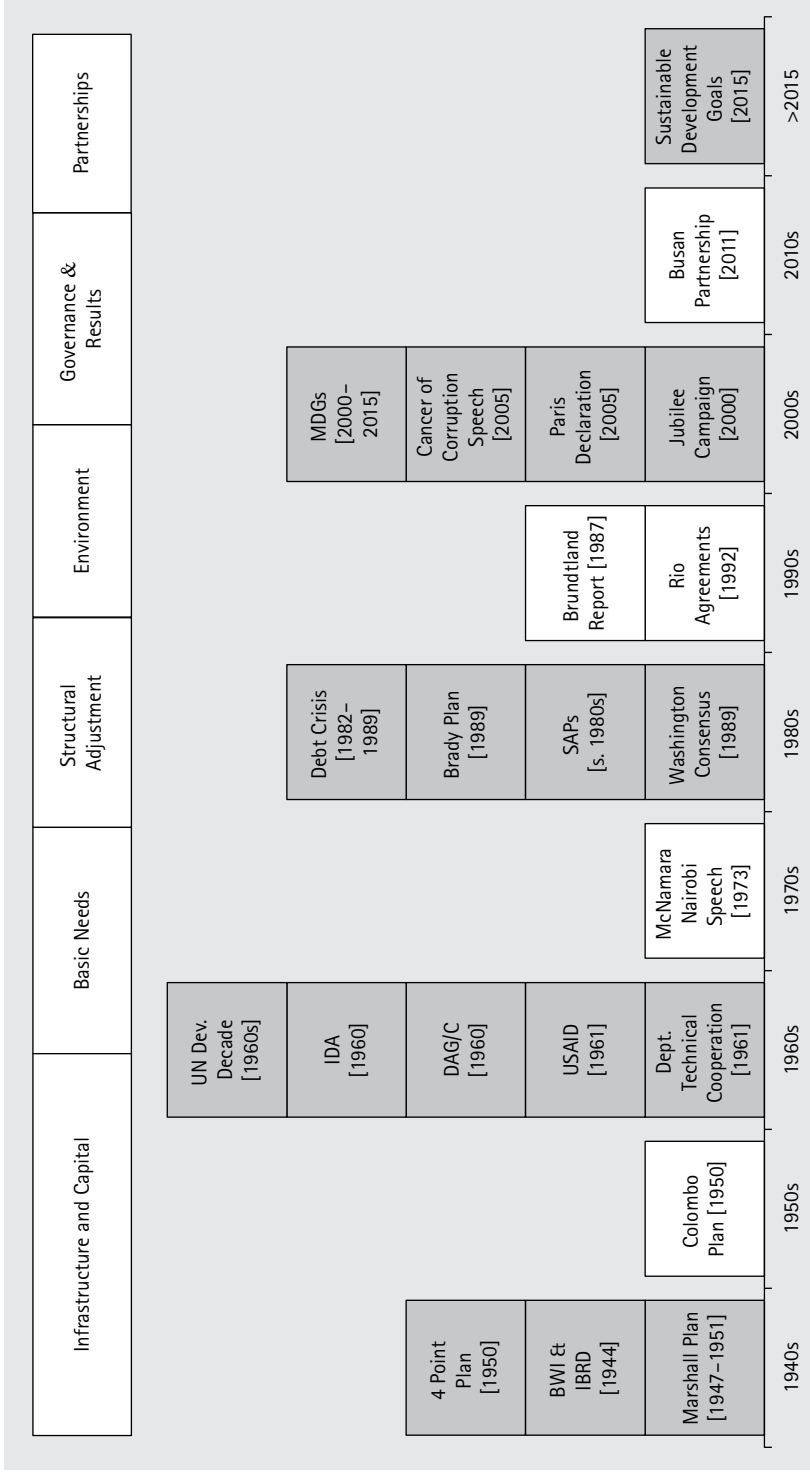 Infrastructure and Capital
Basic Needs
Structural
Adjustment
Environment
Governance &
Results
Partnerships
4 Point
Plan
[1950]
BWI &
IBRD
[1944]
Marshall Plan
[1947–1951]
Colombo
Plan [1950]
UN Dev.
Decade
[1960s]
IDA
[1960]
DAG/C
[1960]
USAID
[1961]
Dept.
Technical
Cooperation
[1961]
McNamara
Nairobi
Speech
[1973]
Debt Crisis
[1982–
1989]
Brady Plan
[1989]
SAPs
[s. 1980s]
Washington
Consensus
[1989]
Brundtland
Report [1987]
Rio
Agreements
[1992]
MDGs
[2000–
2015]
Cancer of
Corruption
Speech
[2005]
Paris
Declaration
[2005]
Jubilee
Campaign
[2000]
Busan
Partnership
[2011]
Sustainable
Development
Goals
[2015]
1940s
1950s
1960s
1970s
1980s
1990s
2000s
2010s
>2015